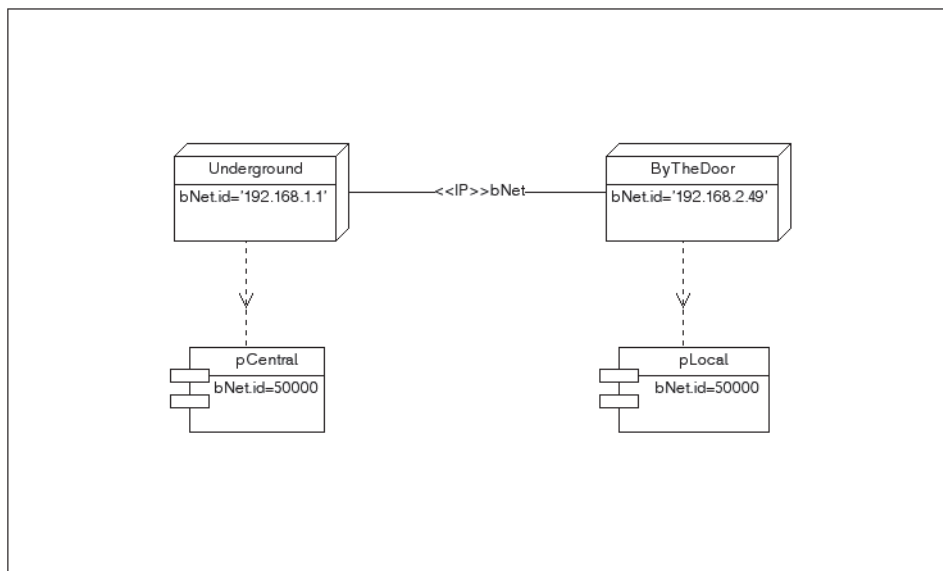 Underground
bNet.id='192.168.1.1'
<<IP>>bNet
ByTheDoor
bNet.id='192.168.2.49'
pCentral
bNet.id=50000
pLocal
bNet.id=50000